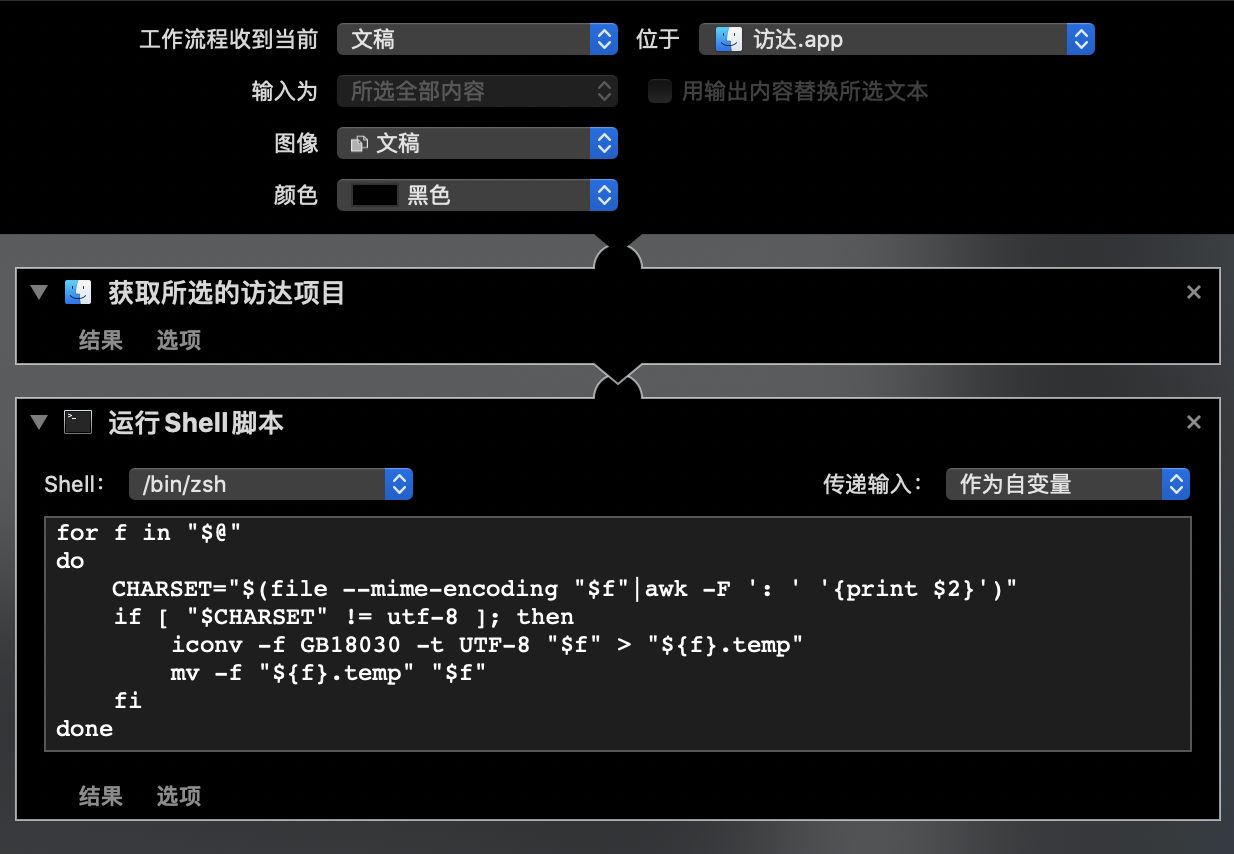 工作流程收到当前 文稿 位于 访达.app
输入为 所选全部内容 用输出内容替换所选文本
图像 文稿
颜色 黑色
获取所选的访达项目
结果 选项
运行 Shell 脚本
Shell: /bin/zsh 传递输入: 作为自变量
for f in "$@"
do
    CHARSET="$(file --mime-encoding "$f"|awk -F ': ' '{print $2}')"
    if [ "$CHARSET" != utf-8 ]; then
        iconv -f GB18030 -t UTF-8 "$f" > "${f}.temp"
        mv -f "${f}.temp" "$f"
    fi
done
结果 选项